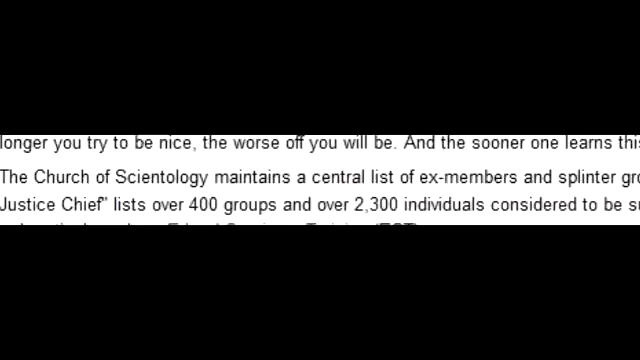 longer you try to be nice, the worse off you will be. And the sooner one learns this
The Church of Scientology maintains a central list of ex-members and splinter
Justice Chief" lists over 400 groups and over 2,300 individuals considered to be